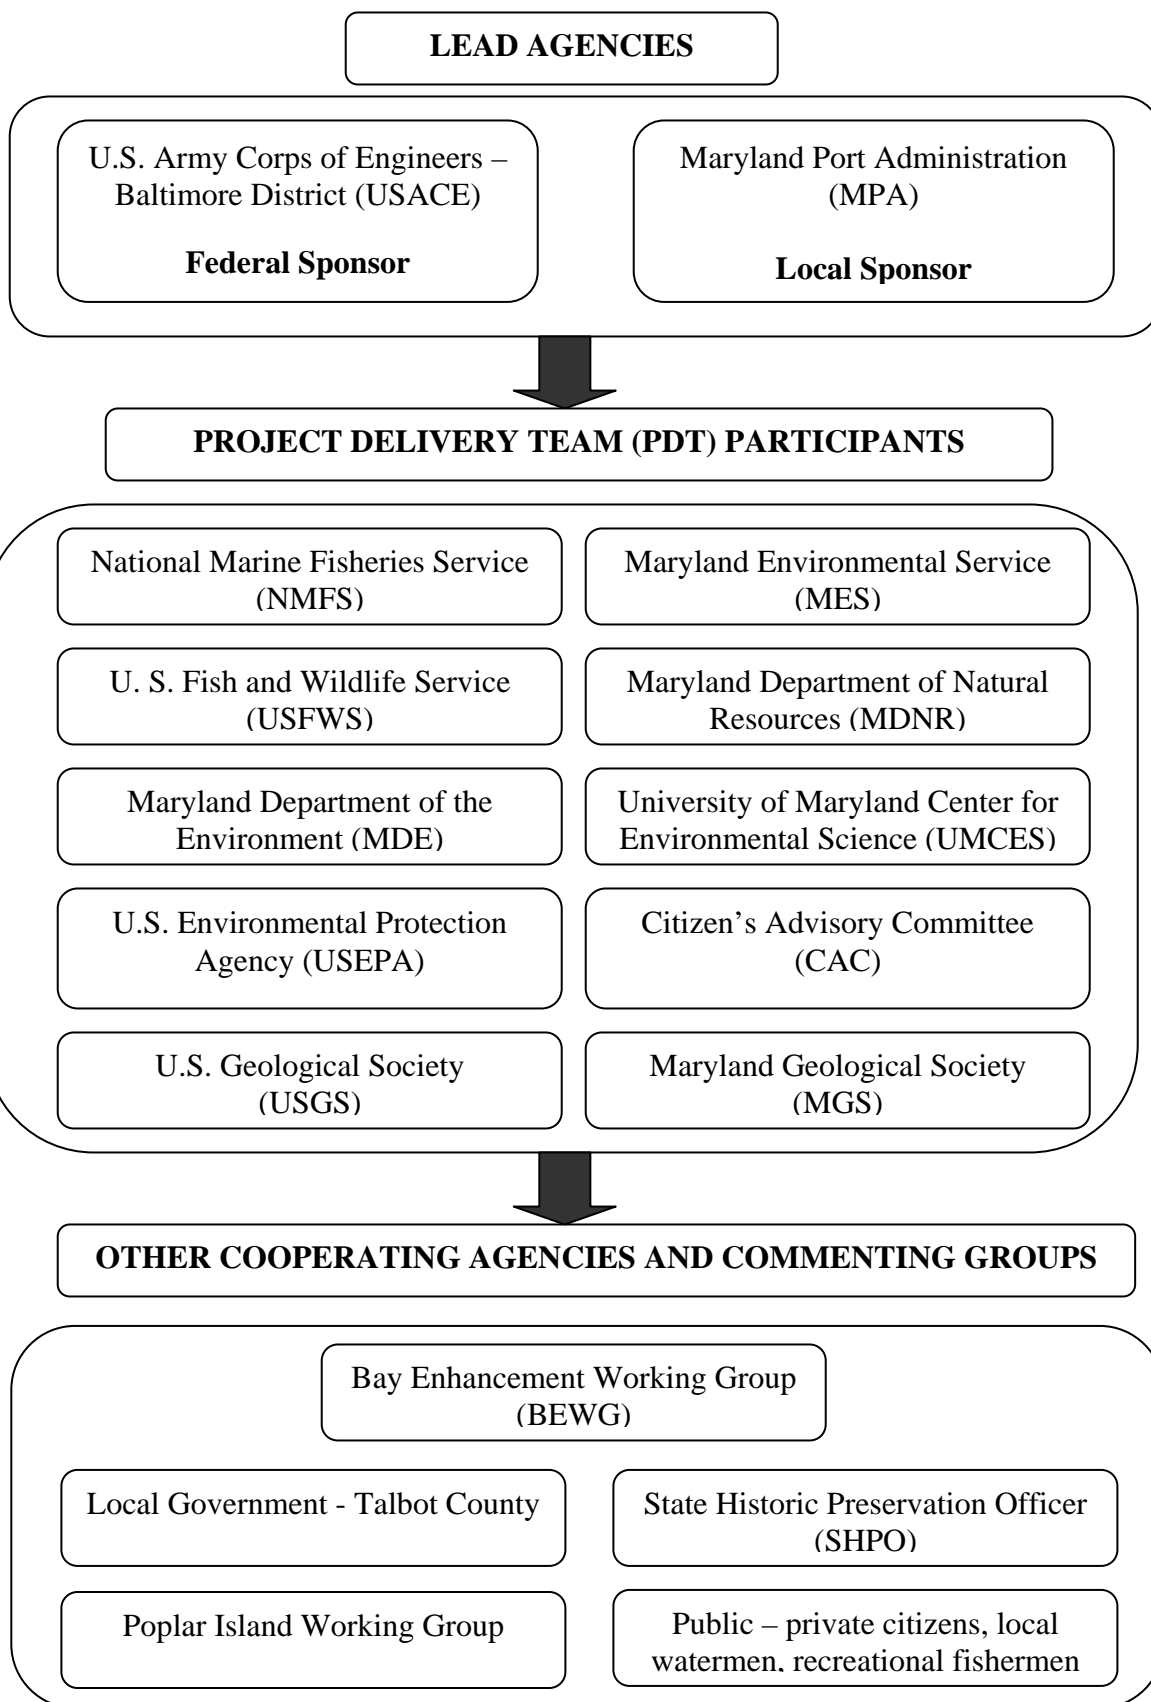 LEAD AGENCIES
U.S. Army Corps of Engineers –
Baltimore District (USACE)
Federal Sponsor
Maryland Port Administration
(MPA)
Local Sponsor
PROJECT DELIVERY TEAM (PDT) PARTICIPANTS
National Marine Fisheries Service
(NMFS)
Maryland Environmental Service
(MES)
U. S. Fish and Wildlife Service
(USFWS)
Maryland Department of Natural
Resources (MDNR)
Maryland Department of the
Environment (MDE)
University of Maryland Center for
Environmental Science (UMCES)
U.S. Environmental Protection
Agency (USEPA)
Citizen’s Advisory Committee
(CAC)
U.S. Geological Society
(USGS)
Maryland Geological Society
(MGS)
OTHER COOPERATING AGENCIES AND COMMENTING GROUPS
Bay Enhancement Working Group
(BEWG)
Local Government - Talbot County
State Historic Preservation Officer
(SHPO)
Poplar Island Working Group
Public – private citizens, local
watermen, recreational fishermen